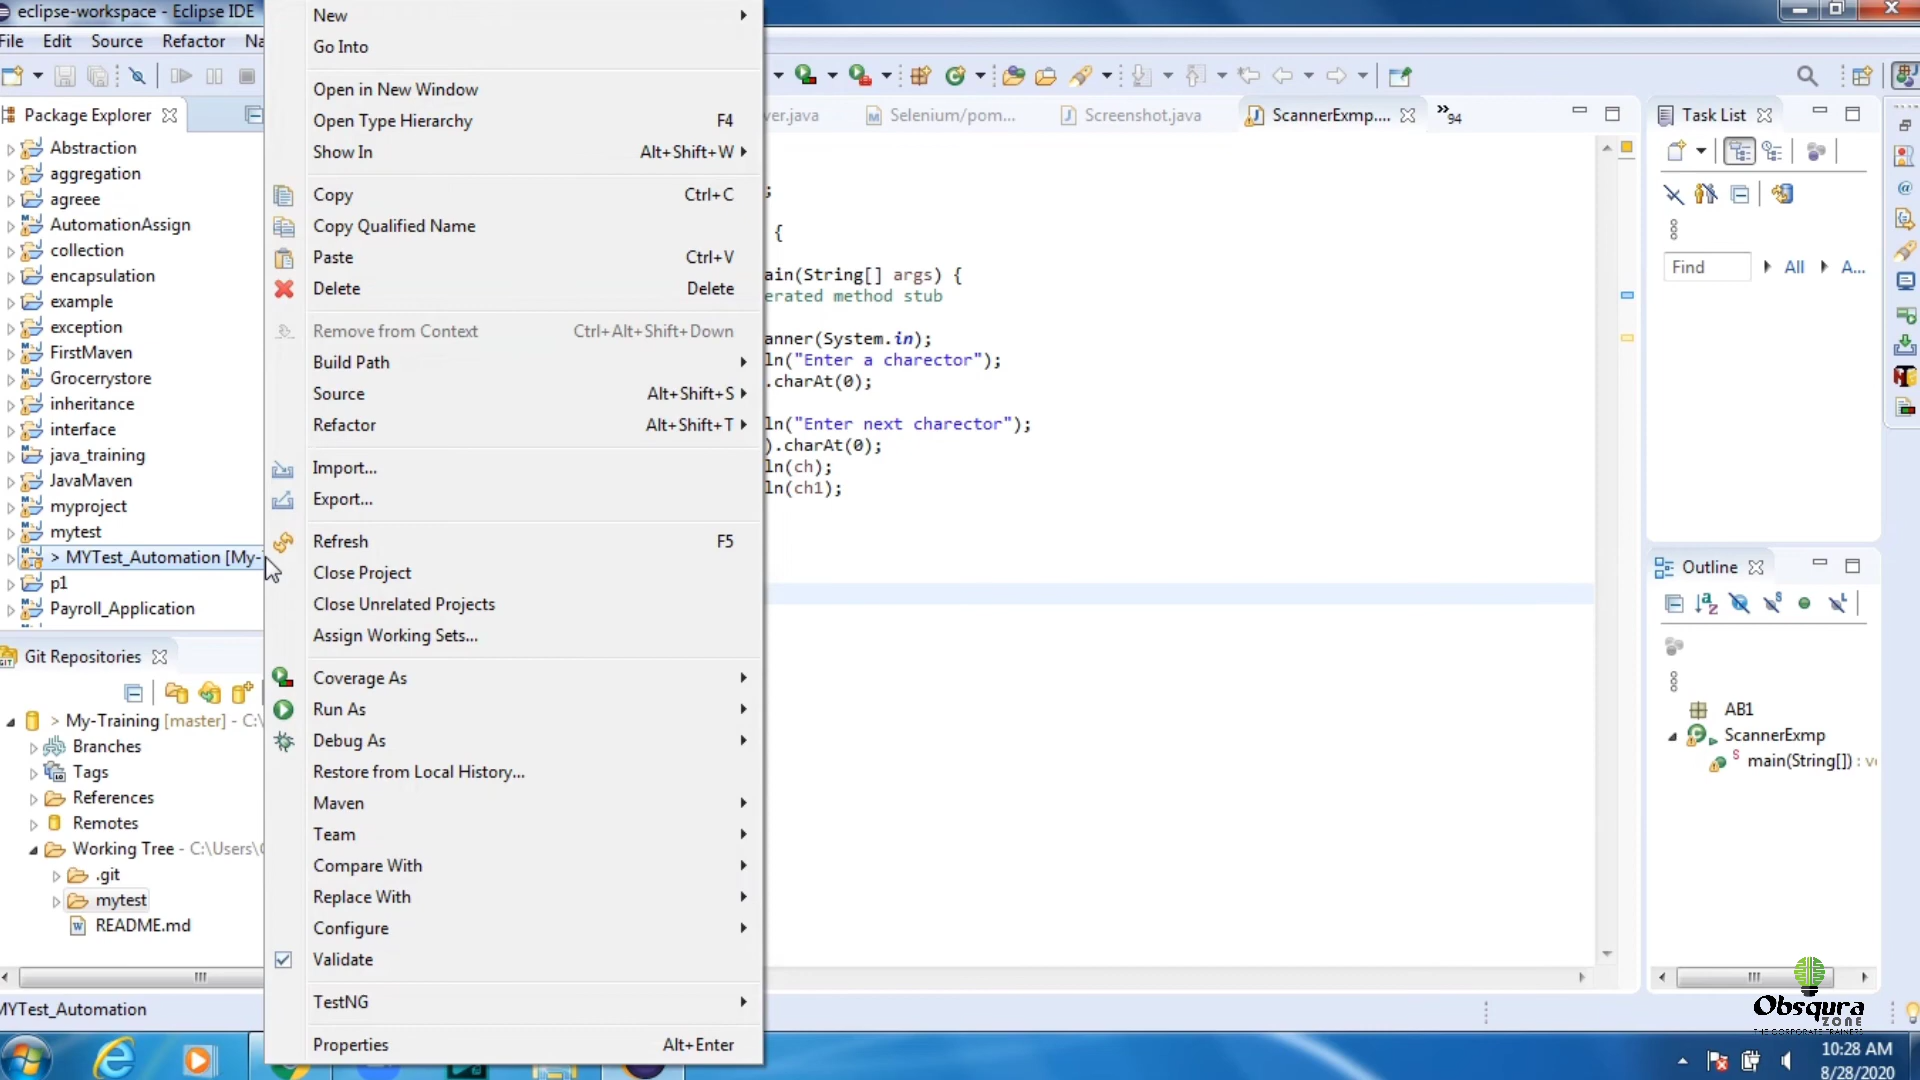 eclipse-workspace - Eclipse IDE
File Edit Source Refactor Na
Package Explorer
Abstraction
aggregation
agreee
AutomationAssign
collection
encapsulation
example
exception
FirstMaven
Grocerrystore
inheritance
interface
java_training
JavaMaven
myproject
mytest
> MYTest_Automation [My-
p1
Payroll_Application
Git Repositories
> My-Training [master] - C:\
Branches
Tags
References
Remotes
Working Tree - C:\Users\
.git
mytest
README.md
MYTest_Automation
New
Go Into
Open in New Window
Open Type Hierarchy F4
Show In Alt+Shift+W
Copy Ctrl+C
Copy Qualified Name
Paste Ctrl+V
Delete Delete
Remove from Context Ctrl+Alt+Shift+Down
Build Path
Source Alt+Shift+S
Refactor Alt+Shift+T
Import...
Export...
Refresh F5
Close Project
Close Unrelated Projects
Assign Working Sets...
Coverage As
Run As
Debug As
Restore from Local History...
Maven
Team
Compare With
Replace With
Configure
Validate
TestNG
Properties Alt+Enter
ver.java Selenium/pom... Screenshot.java ScannerExmp.... 94
;
{
ain(String[] args) {
erated method stub
anner(System.in);
ln("Enter a charector");
.charAt(0);
ln("Enter next charector");
).charAt(0);
ln(ch);
ln(ch1);
Task List
Find All A...
Outline
AB1
ScannerExmp
main(String[]) : v
Obsqura
ZONE
THE CORPORATE TRAINERS
10:28 AM
8/28/2020